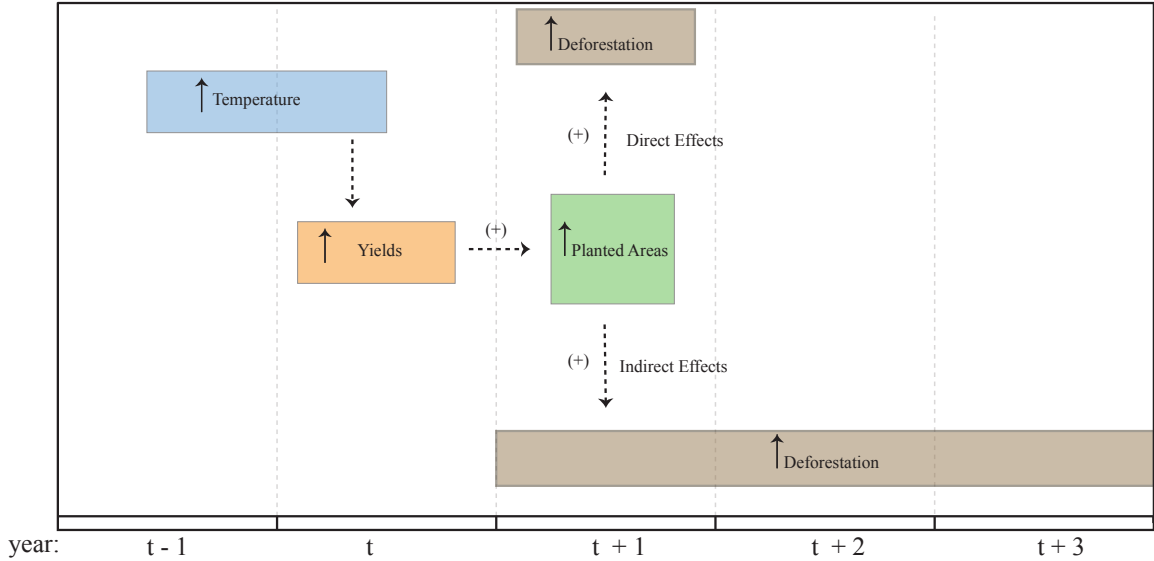 Deforestation
Temperature
(+)
Direct Effects
Yields
(+)
Planted Areas
(+)
Indirect Effects
Deforestation
year:
t - 1
t
t + 1
t + 2
t + 3